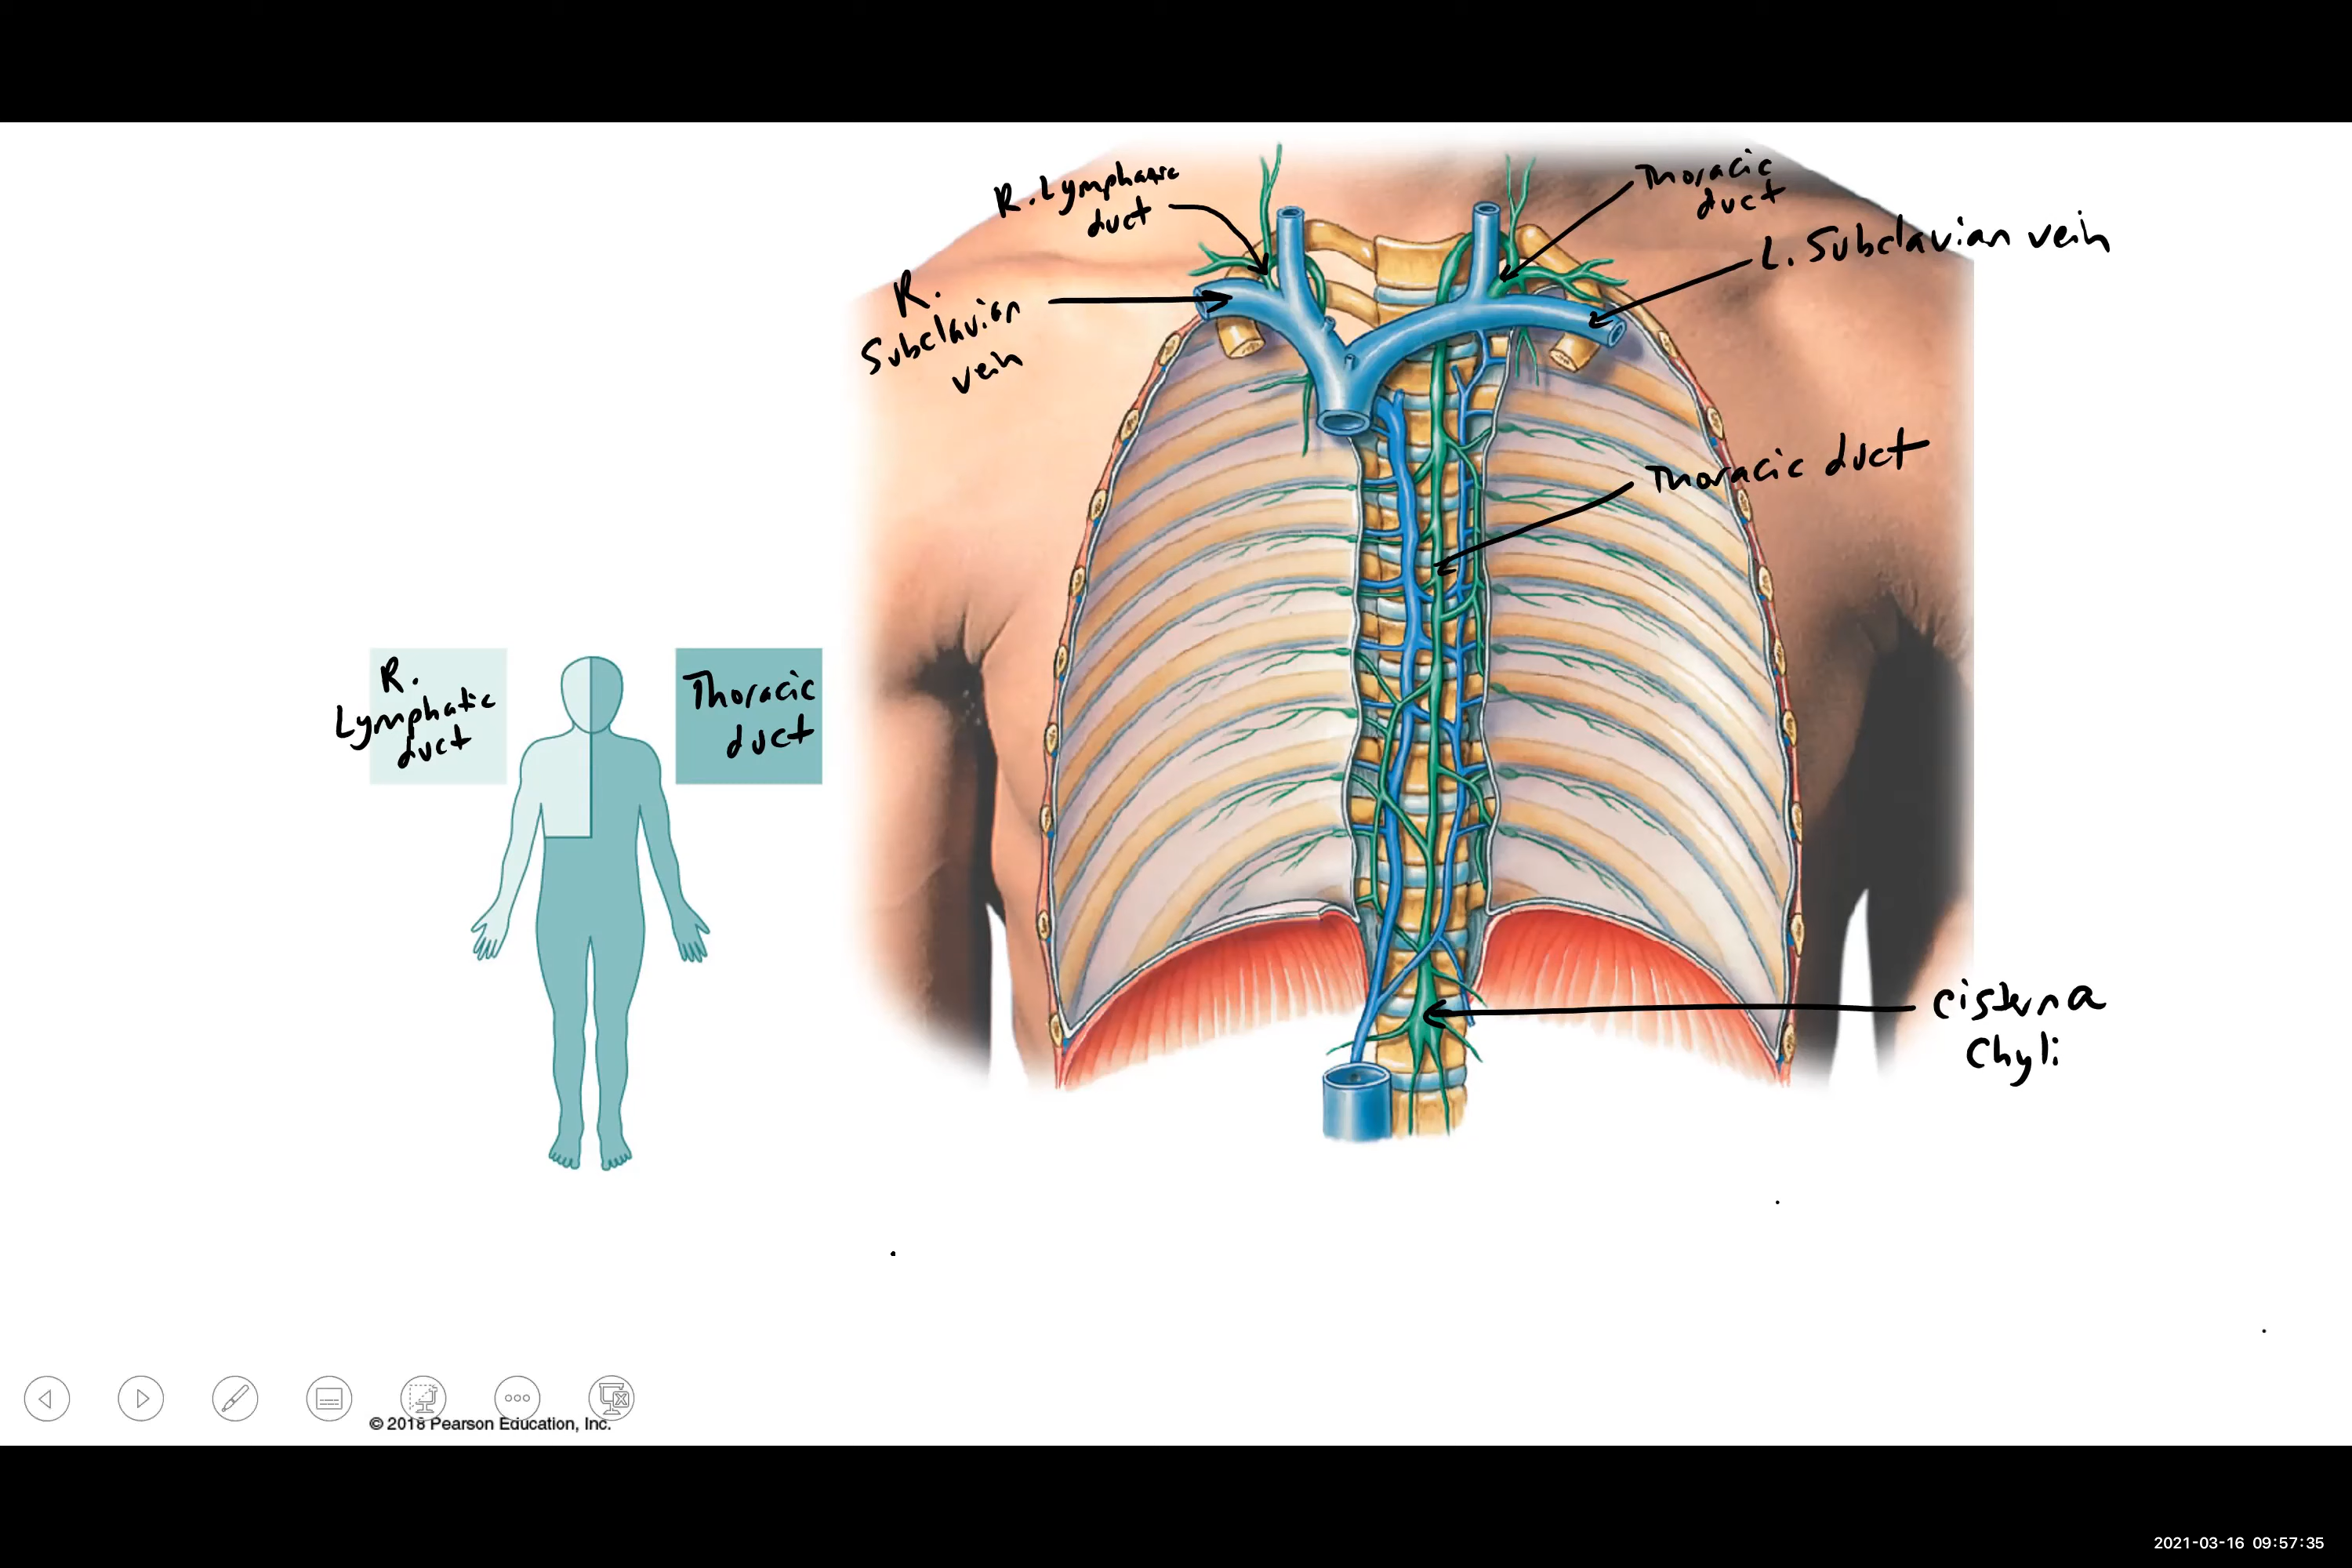 R. Lymphatic
duct
Thoracic
duct
L. Subclavian vein
R.
Subclavian
vein
Thoracic duct
R.
Lymphatic
duct
Thoracic
duct
Cisterna
Chyli
© 2018 Pearson Education, Inc.
2021-03-16 09:57:35